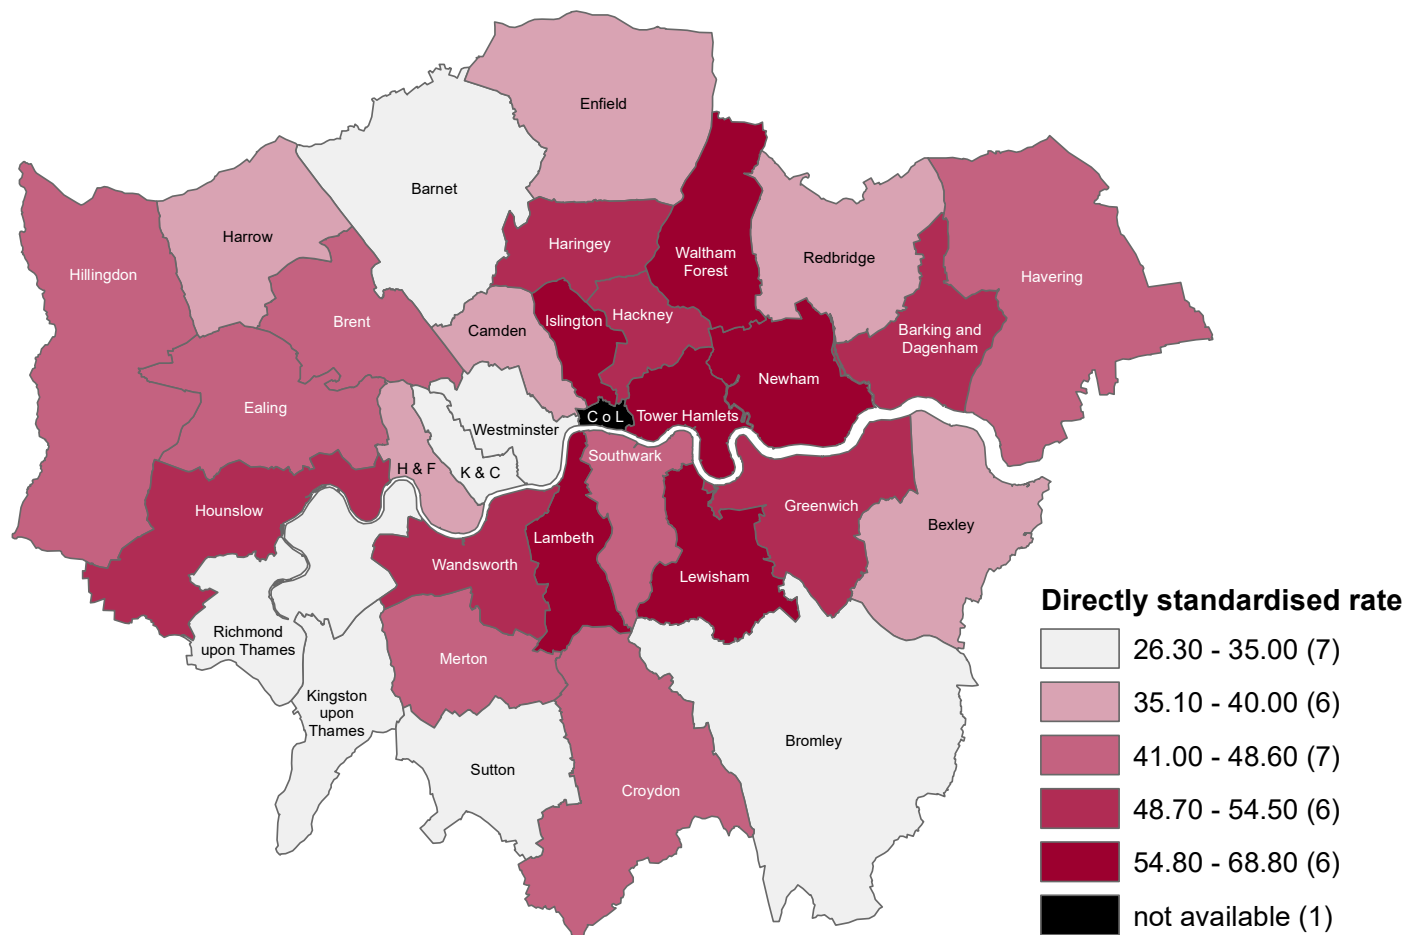 Enfield
Barnet
Harrow
Haringey
Waltham
Forest
Redbridge
Hillingdon
Havering
Brent
Camden
Islington
Hackney
Barking and
Dagenham
Newham
Ealing
Westminster
C o L
Tower Hamlets
H & F
K & C
Southwark
Hounslow
Greenwich
Bexley
Lambeth
Wandsworth
Lewisham
Richmond
upon Thames
Merton
Kingston
upon
Thames
Sutton
Croydon
Bromley
Directly standardised rate
26.30 - 35.00 (7)
35.10 - 40.00 (6)
41.00 - 48.60 (7)
48.70 - 54.50 (6)
54.80 - 68.80 (6)
not available (1)